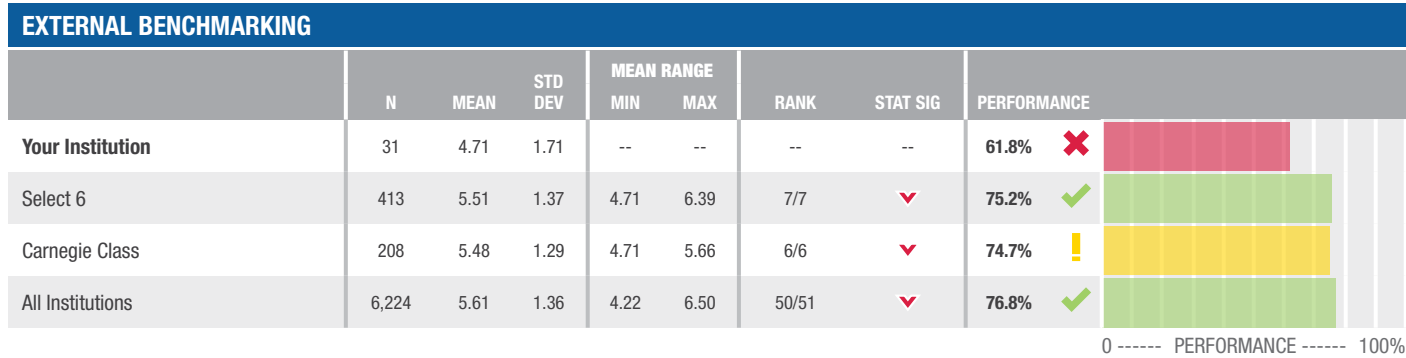 EXTERNAL BENCHMARKING
N MEAN STD DEV MEAN RANGE MIN MAX RANK STAT SIG PERFORMANCE
Your Institution 31 4.71 1.71 -- -- -- -- 61.8%
Select 6 413 5.51 1.37 4.71 6.39 7/7 75.2%
Carnegie Class 208 5.48 1.29 4.71 5.66 6/6 74.7%
All Institutions 6,224 5.61 1.36 4.22 6.50 50/51 76.8%
0 ------ PERFORMANCE ------ 100%